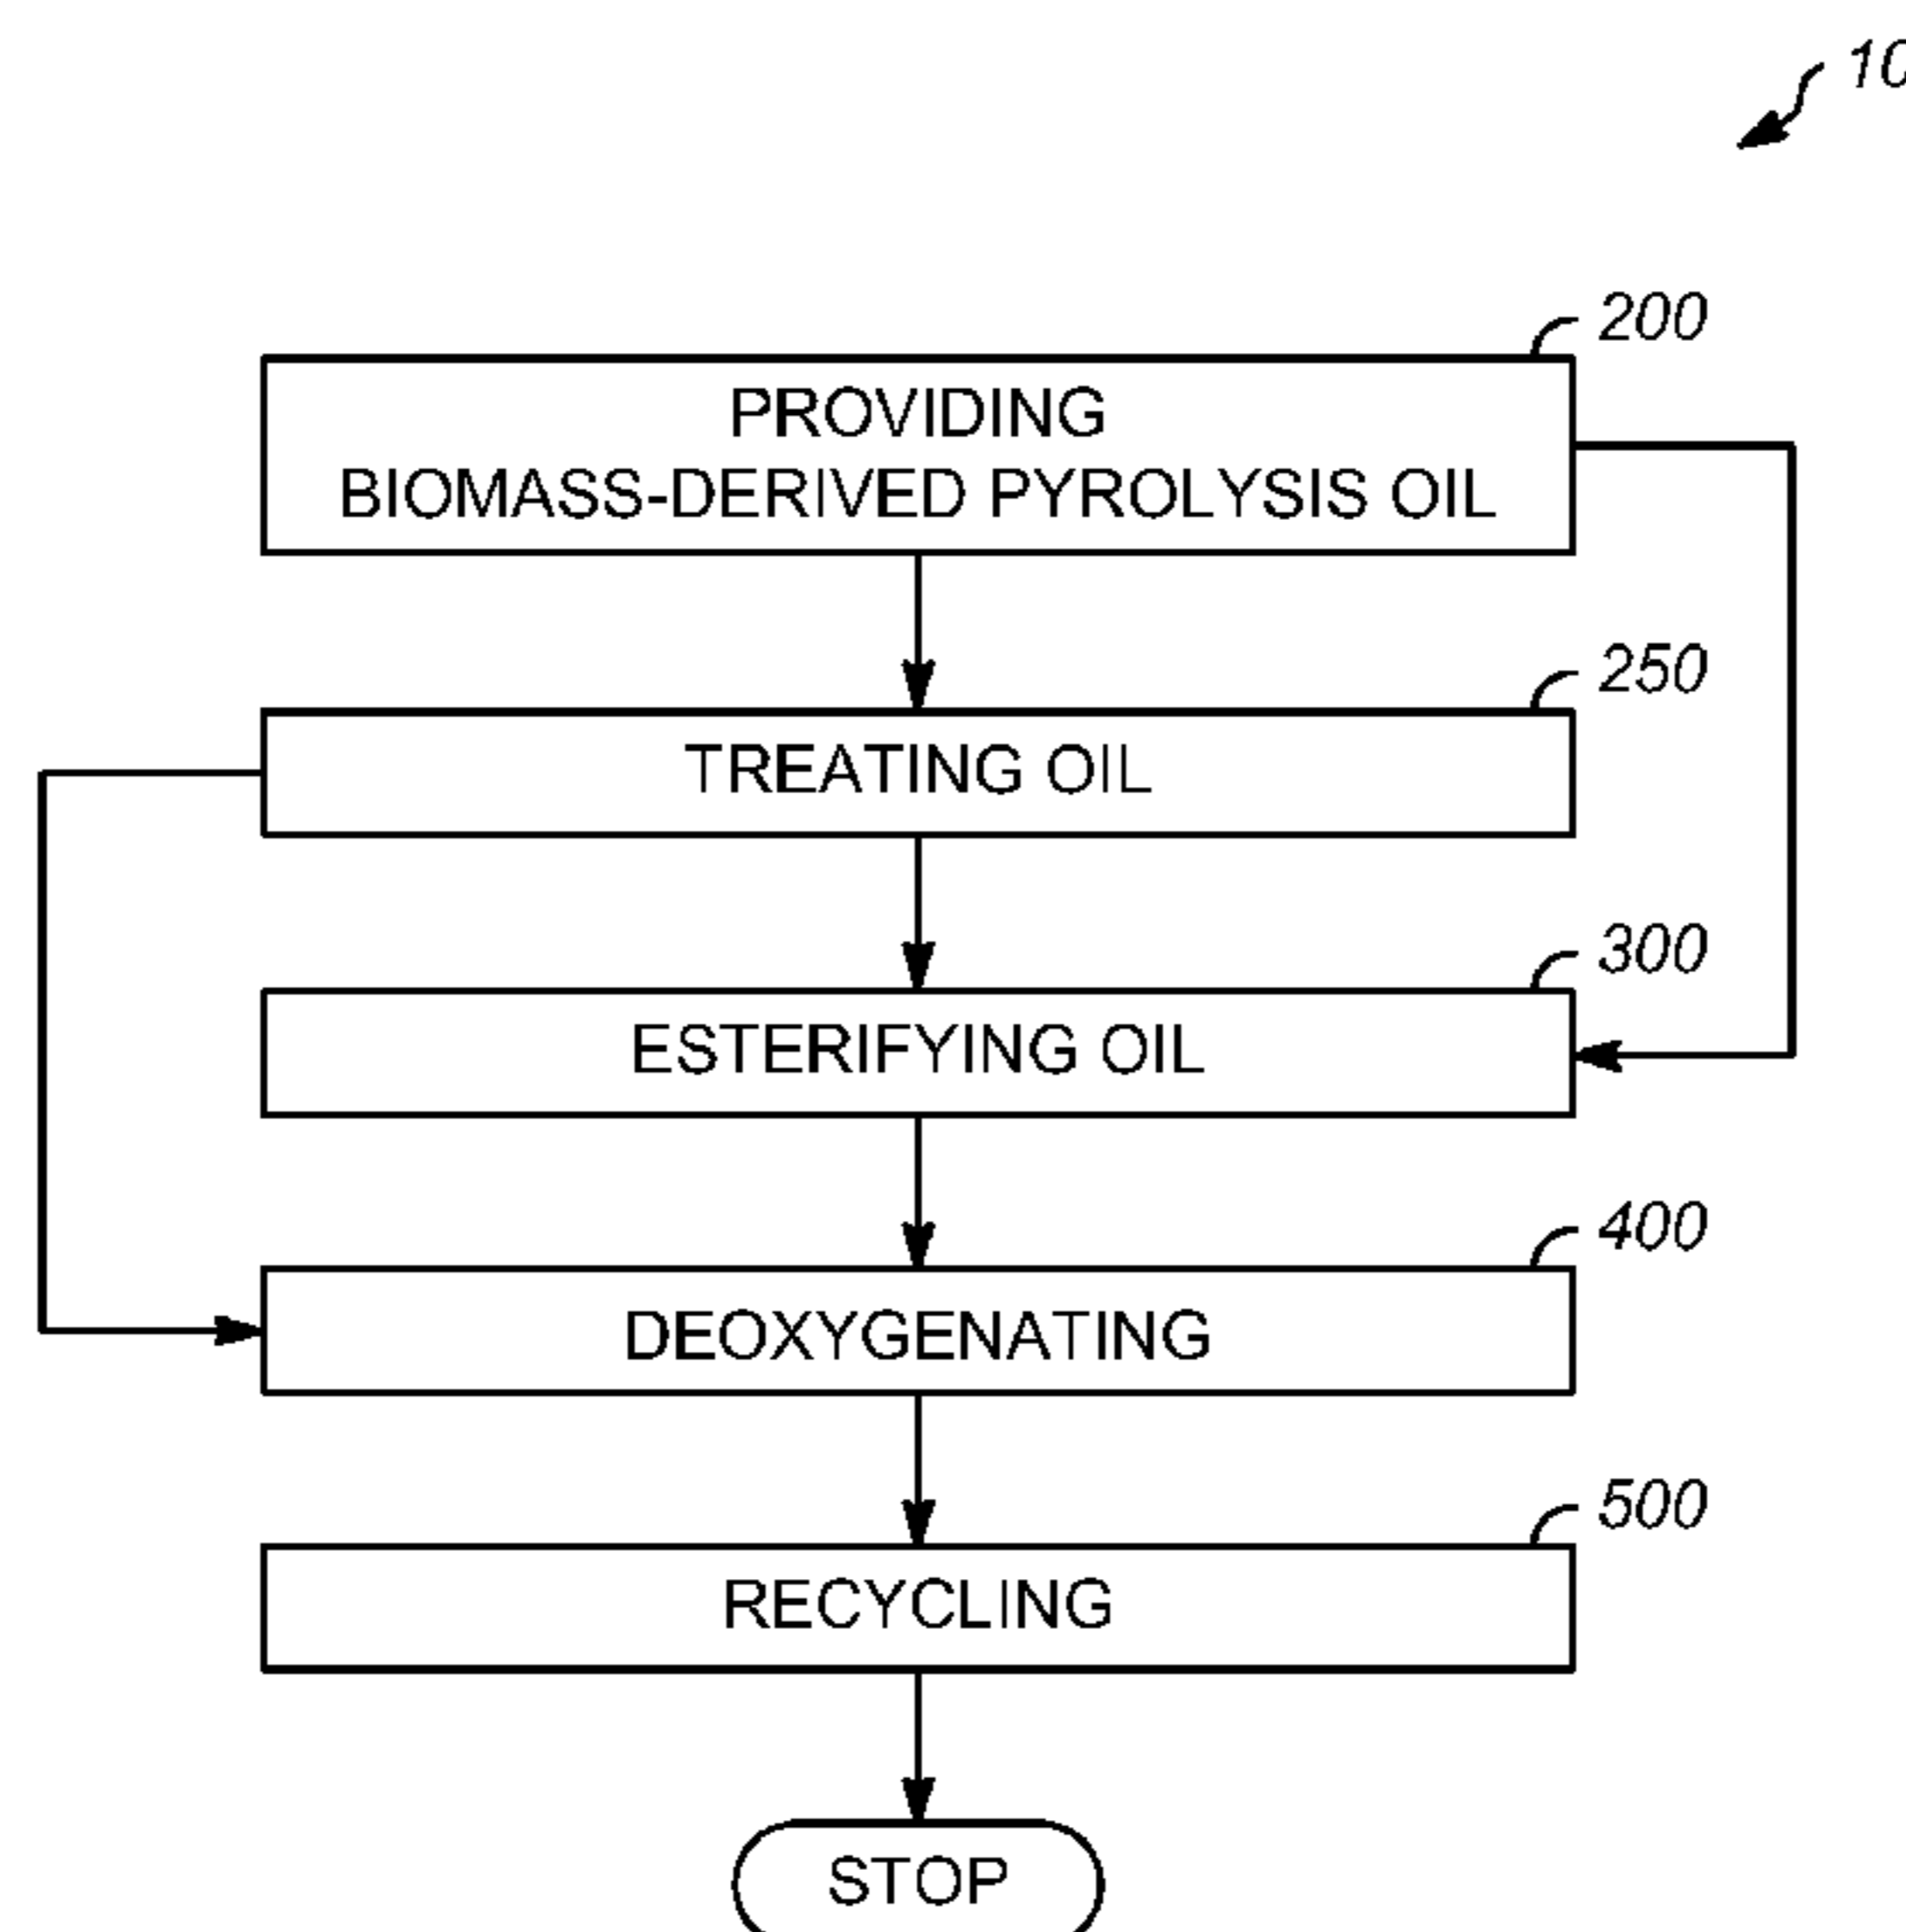 10
200
PROVIDING
BIOMASS-DERIVED PYROLYSIS OIL
250
TREATING OIL
300
ESTERIFYING OIL
400
DEOXYGENATING
500
RECYCLING
STOP